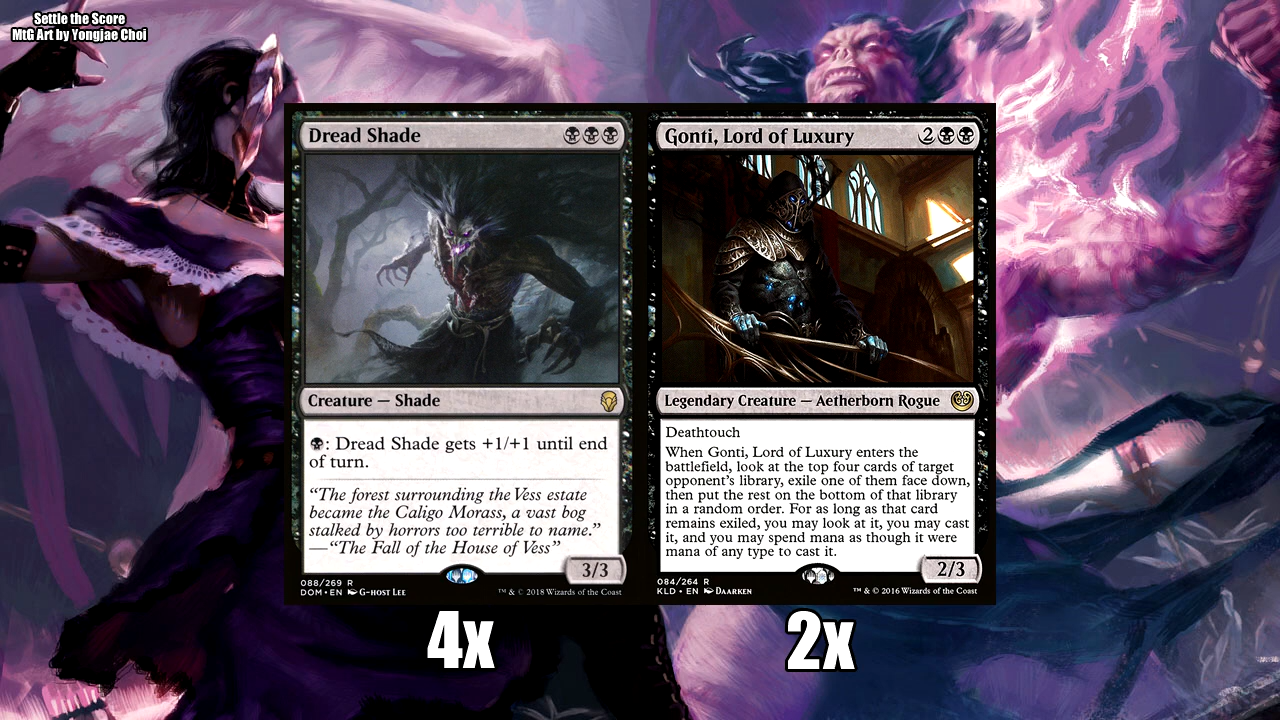 Settle the Score
MtG Art by Yongjae Choi
Dread Shade
Creature — Shade
: Dread Shade gets +1/+1 until end
of turn.
“The forest surrounding the Vess estate
became the Caligo Morass, a vast bog
stalked by horrors too terrible to name.”
—“The Fall of the House of Vess”
3/3
088/269 R
DOM • EN G-host Lee
™ & © 2018 Wizards of the Coast
4x
Gonti, Lord of Luxury 2
Legendary Creature — Aetherborn Rogue
Deathtouch
When Gonti, Lord of Luxury enters the
battlefield, look at the top four cards of target
opponent's library, exile one of them face down,
then put the rest on the bottom of that library
in a random order. For as long as that card
remains exiled, you may look at it, you may cast
it, and you may spend mana as though it were
mana of any type to cast it.
2/3
084/264 R
KLD • EN Daarken
™ & © 2016 Wizards of the Coast
2x